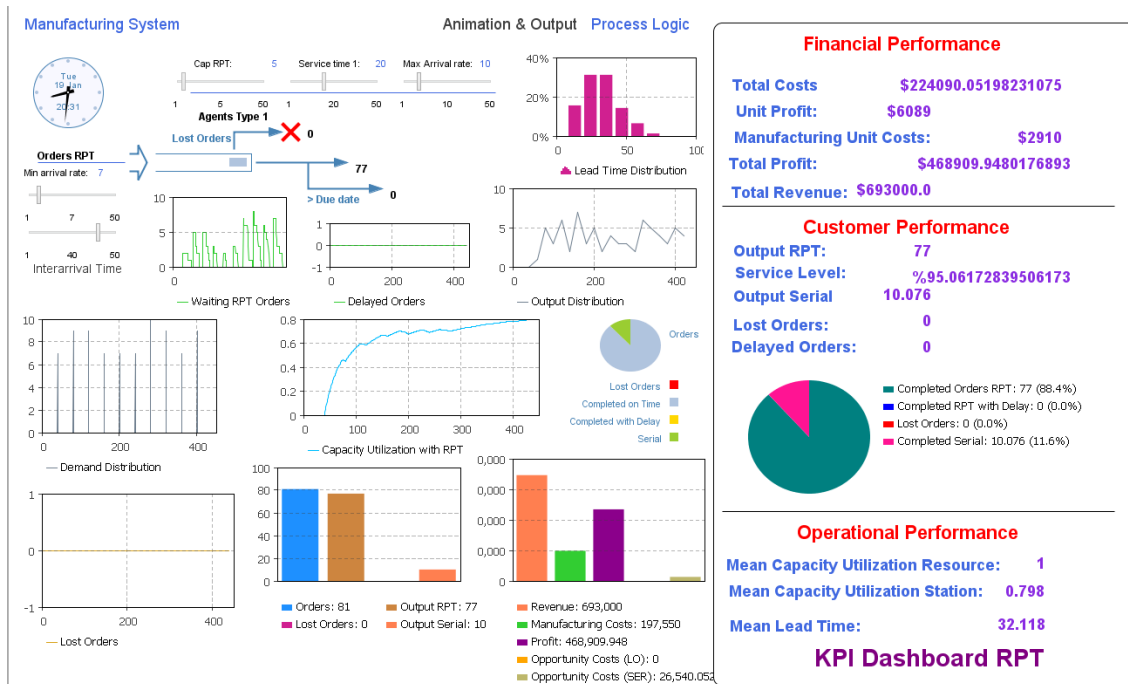 Manufacturing System
Animation & Output Process Logic
Tue
19 Jan
20:31
Cap RPT: 5 Service time 1: 20 Max Arrival rate: 10
1 5 50 1 20 50 1 10 50
Agents Type 1
Lost Orders
0
Orders RPT
77
Min arrival rate: 7
> Due date
0
1 7 50
1 40 50
Interarrival Time
40%
20%
0%
0 50
Lead Time Distribution
10
5
0
0
Waiting RPT Orders
1
0
-1
0 200 400
Delayed Orders
10
5
0
0 200 400
Output Distribution
10
8
6
4
2
0
0 200 400
Demand Distribution
0.8
0.6
0.4
0.2
0
0 100 200 300 400
Capacity Utilization with RPT
Orders
Lost Orders
Completed on Time
Completed with Delay
Serial
1
0
-1
0 200 400
Lost Orders
100
80
60
40
20
0
Orders: 81 Output RPT: 77
Lost Orders: 0 Output Serial: 10
0,000
0,000
0,000
0,000
0
Revenue: 693,000
Manufacturing Costs: 197,550
Profit: 468,909.948
Opportunity Costs (LO): 0
Opportunity Costs (SER): 26,540.052
Financial Performance
Total Costs $224090.05198231075
Unit Profit: $6089
Manufacturing Unit Costs: $2910
Total Profit: $468909.9480176893
Total Revenue: $693000.0
Customer Performance
Output RPT: 77
Service Level: %95.06172839506173
Output Serial 10.076
Lost Orders: 0
Delayed Orders: 0
Completed Orders RPT: 77 (88.4%)
Completed RPT with Delay: 0 (0.0%)
Lost Orders: 0 (0.0%)
Completed Serial: 10.076 (11.6%)
Operational Performance
Mean Capacity Utilization Resource: 1
Mean Capacity Utilization Station: 0.798
Mean Lead Time: 32.118
KPI Dashboard RPT